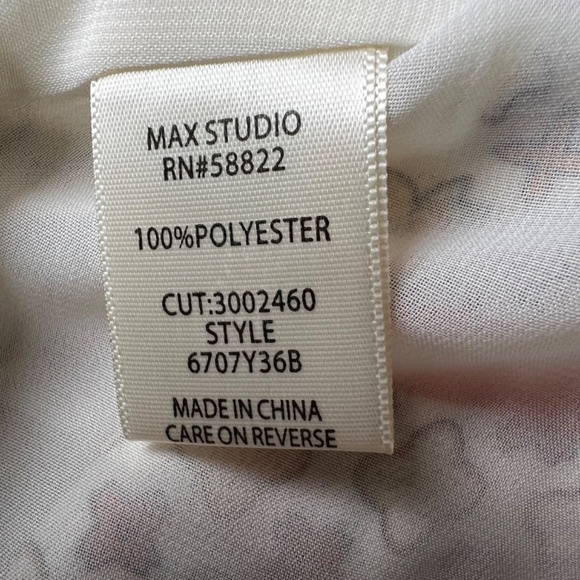 MAX STUDIO
RN#58822
100%POLYESTER
CUT:3002460
STYLE
6707Y36B
MADE IN CHINA
CARE ON REVERSE